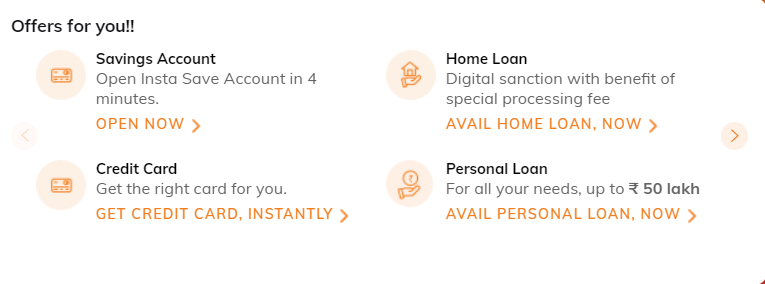 Offers for you!!
Savings Account
Open Insta Save Account in 4
minutes.
OPEN NOW
Home Loan
Digital sanction with benefit of
special processing fee
AVAIL HOME LOAN, NOW
Credit Card
Get the right card for you.
GET CREDIT CARD, INSTANTLY
Personal Loan
For all your needs, up to ₹ 50 lakh
AVAIL PERSONAL LOAN, NOW